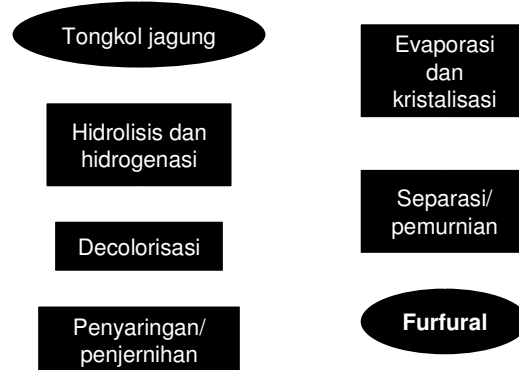 Tongkol jagung
Hidrolisis dan
hidrogenasi
Decolorisasi
Penyaringan/
penjernihan
Evaporasi
dan
kristalisasi
Separasi/
pemurnian
Furfural